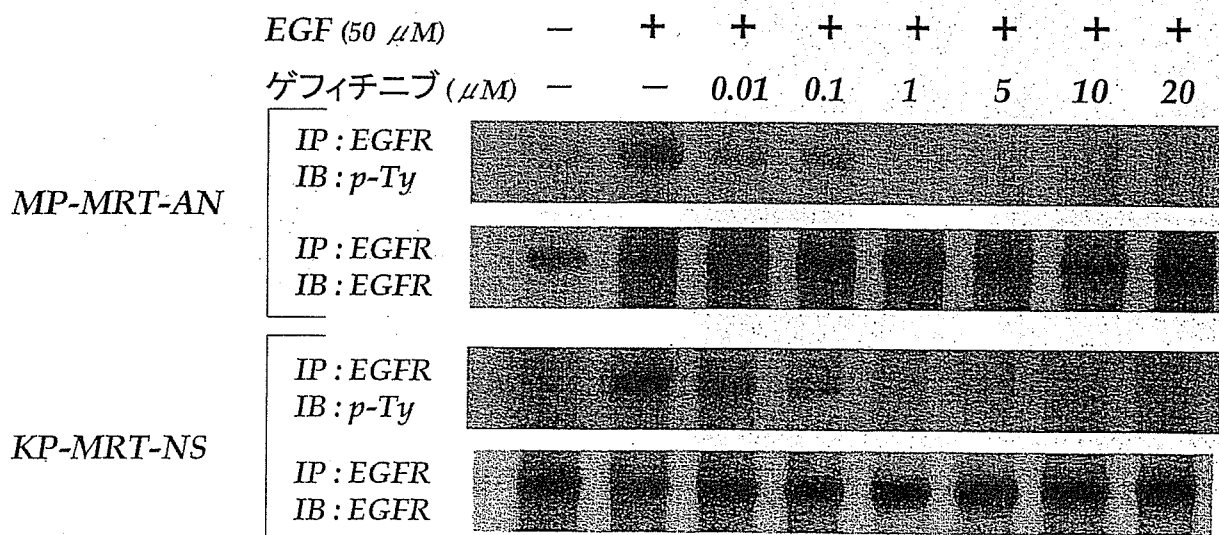 EGF (50 μM) − + + + + + + +
ゲフィチニブ (μM) − − 0.01 0.1 1 5 10 20
MP-MRT-AN
IP : EGFR
IB : p-Ty
IP : EGFR
IB : EGFR
KP-MRT-NS
IP : EGFR
IB : p-Ty
IP : EGFR
IB : EGFR